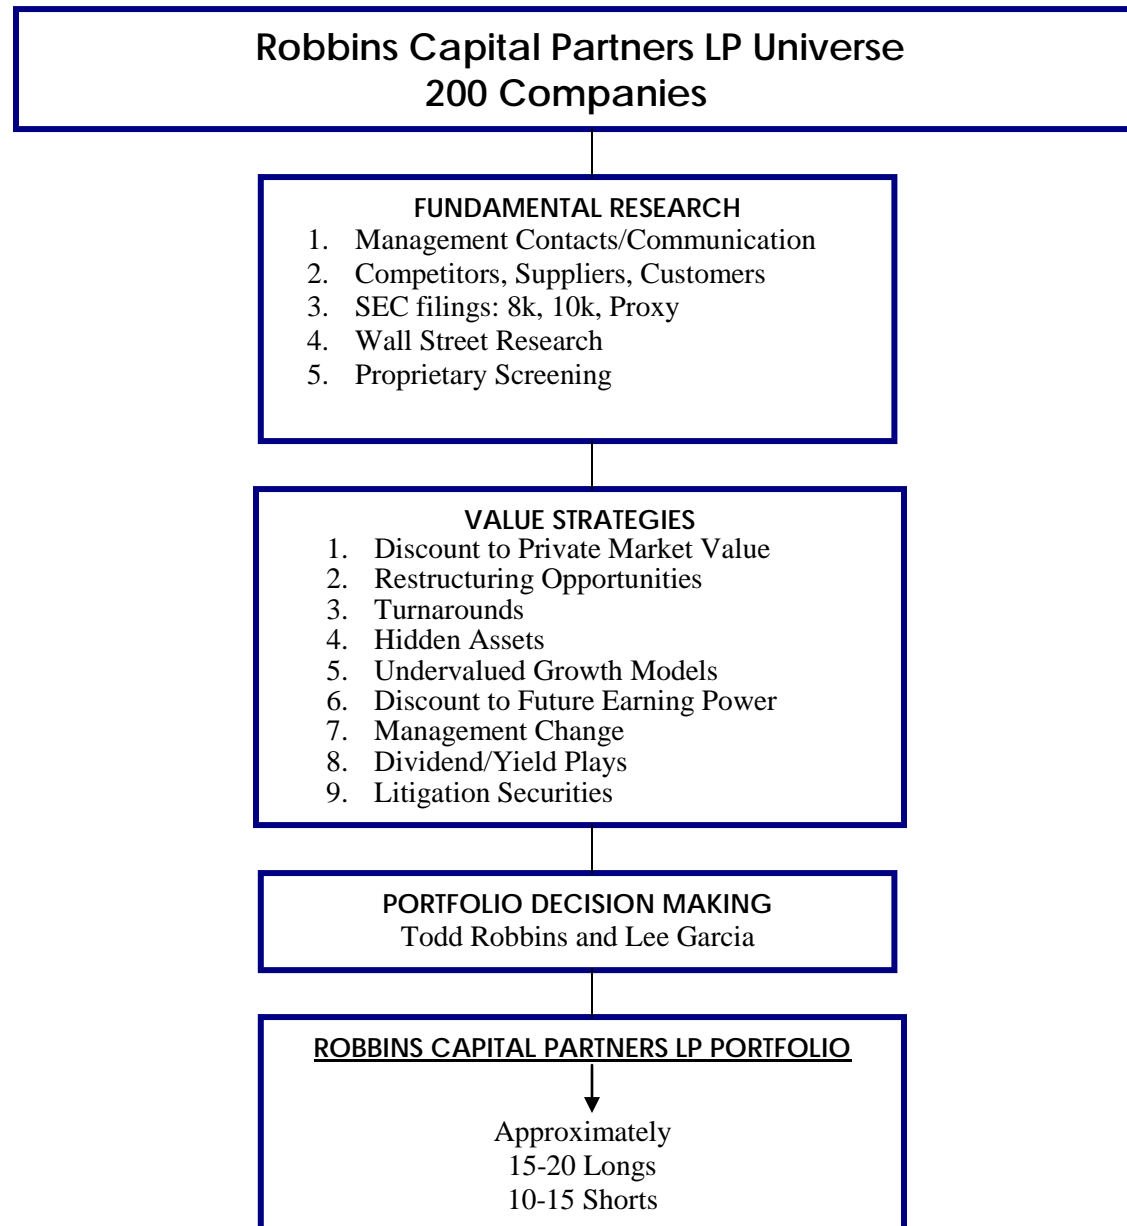 Robbins Capital Partners LP Universe
200 Companies
FUNDAMENTAL RESEARCH
1. Management Contacts/Communication
2. Competitors, Suppliers, Customers
3. SEC filings: 8k, 10k, Proxy
4. Wall Street Research
5. Proprietary Screening
VALUE STRATEGIES
1. Discount to Private Market Value
2. Restructuring Opportunities
3. Turnarounds
4. Hidden Assets
5. Undervalued Growth Models
6. Discount to Future Earning Power
7. Management Change
8. Dividend/Yield Plays
9. Litigation Securities
PORTFOLIO DECISION MAKING
Todd Robbins and Lee Garcia
ROBBINS CAPITAL PARTNERS LP PORTFOLIO
Approximately
15-20 Longs
10-15 Shorts